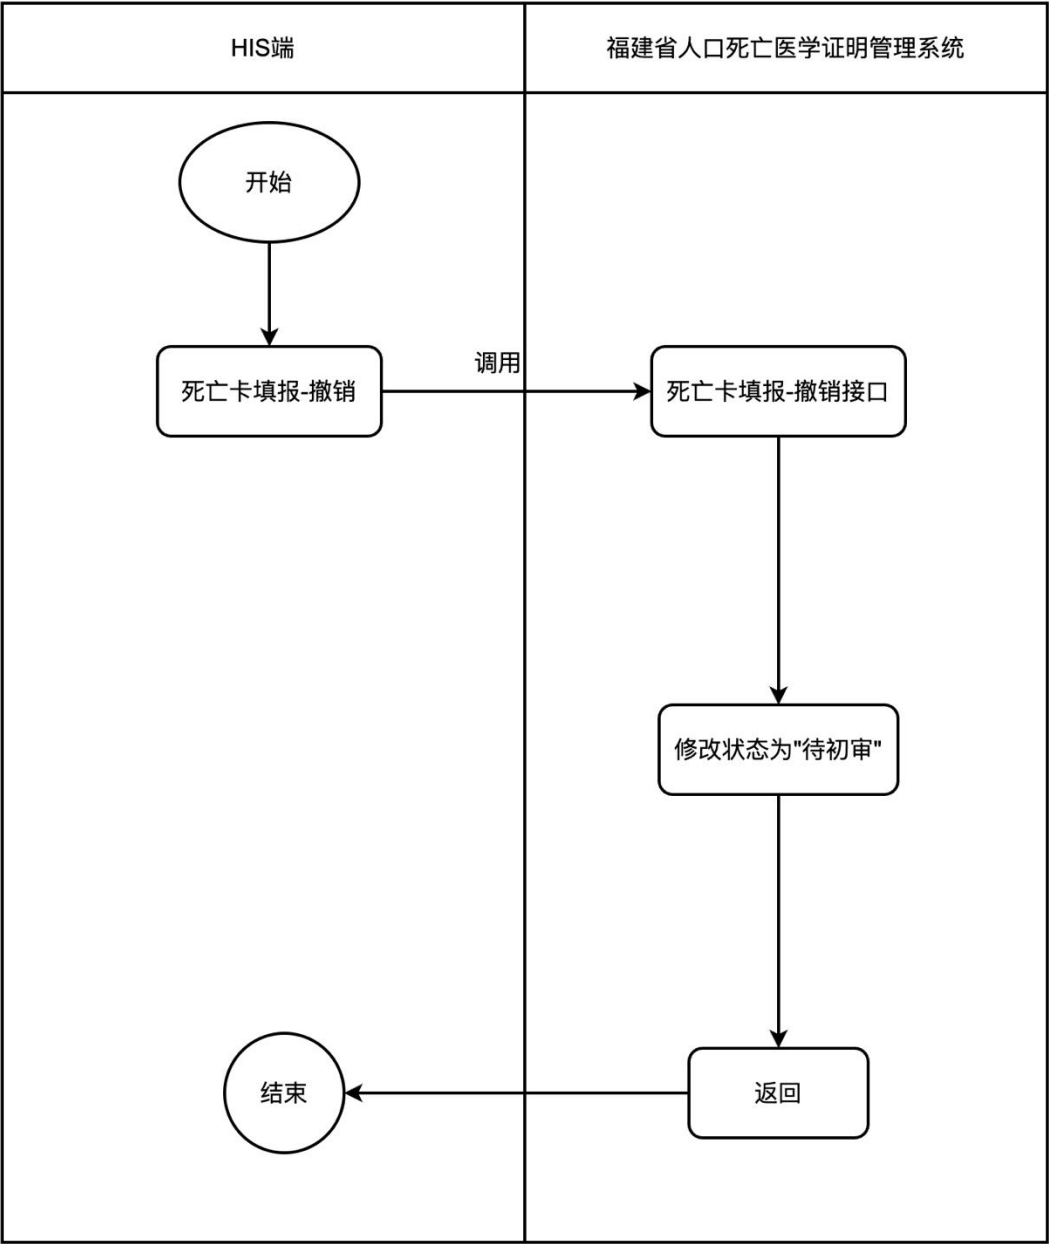 HIS端
福建省人口死亡医学证明管理系统
开始
死亡卡填报-撤销
调用
死亡卡填报-撤销接口
修改状态为"待初审"
返回
结束